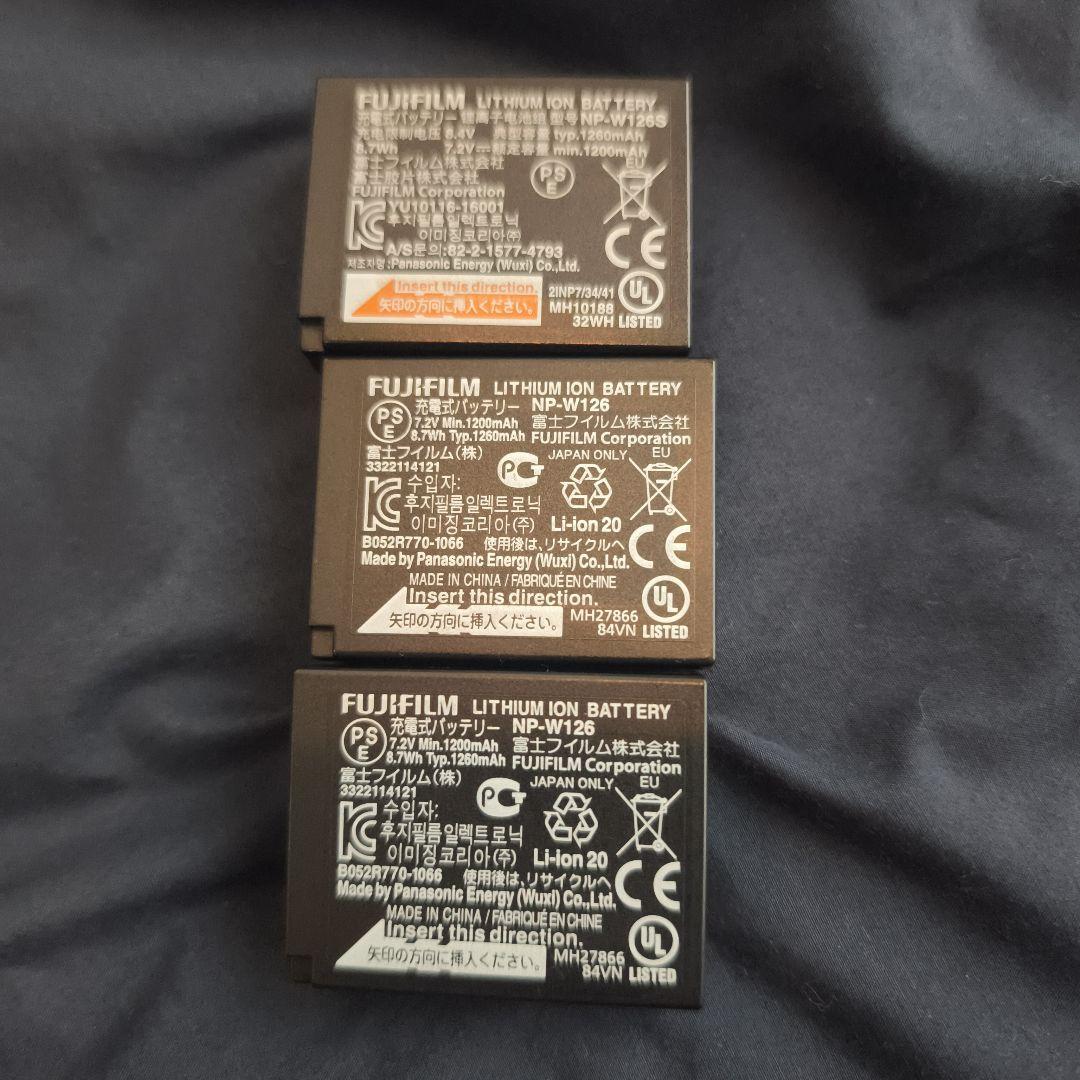 FUJIFILM LITHIUM ION BATTERY
充電式バッテリー 锂离子电池组 型号 NP-W126S
充电限制电压 8.4V 典型容量 typ.1260mAh
8.7Wh 7.2V 额定容量 min.1200mAh
富士フイルム株式会社
富士胶片株式会社
FUJIFILM Corporation
PS E
EU
YU10116-16001
후지필름일렉트로닉
이미징코리아㈜
A/S문의:82-2-1577-4793
제조자명:Panasonic Energy (Wuxi) Co.,Ltd.
CE
Insert this direction.
矢印の方向に挿入ください。
2INP7/34/41
MH10188
32WH
UL
LISTED
FUJIFILM LITHIUM ION BATTERY
充電式バッテリー NP-W126
PS E
7.2V Min.1200mAh 富士フイルム株式会社
8.7Wh Typ.1260mAh FUJIFILM Corporation
富士フイルム(株)
3322114121
JAPAN ONLY
EU
수입자:
후지필름일렉트로닉
이미징코리아(주) Li-ion 20
B052R770-1066 使用後は、リサイクルへ
CE
Made by Panasonic Energy (Wuxi) Co.,Ltd.
MADE IN CHINA / FABRIQUÉ EN CHINE
Insert this direction.
矢印の方向に挿入ください。
MH27866
84VN
UL
LISTED
FUJIFILM LITHIUM ION BATTERY
充電式バッテリー NP-W126
PS E
7.2V Min.1200mAh 富士フイルム株式会社
8.7Wh Typ.1260mAh FUJIFILM Corporation
富士フイルム(株)
3322114121
JAPAN ONLY
EU
수입자:
후지필름일렉트로닉
이미징코리아(주) Li-ion 20
B052R770-1066 使用後は、リサイクルへ
CE
Made by Panasonic Energy (Wuxi) Co.,Ltd.
MADE IN CHINA / FABRIQUÉ EN CHINE
Insert this direction.
矢印の方向に挿入ください。
MH27866
84VN
UL
LISTED